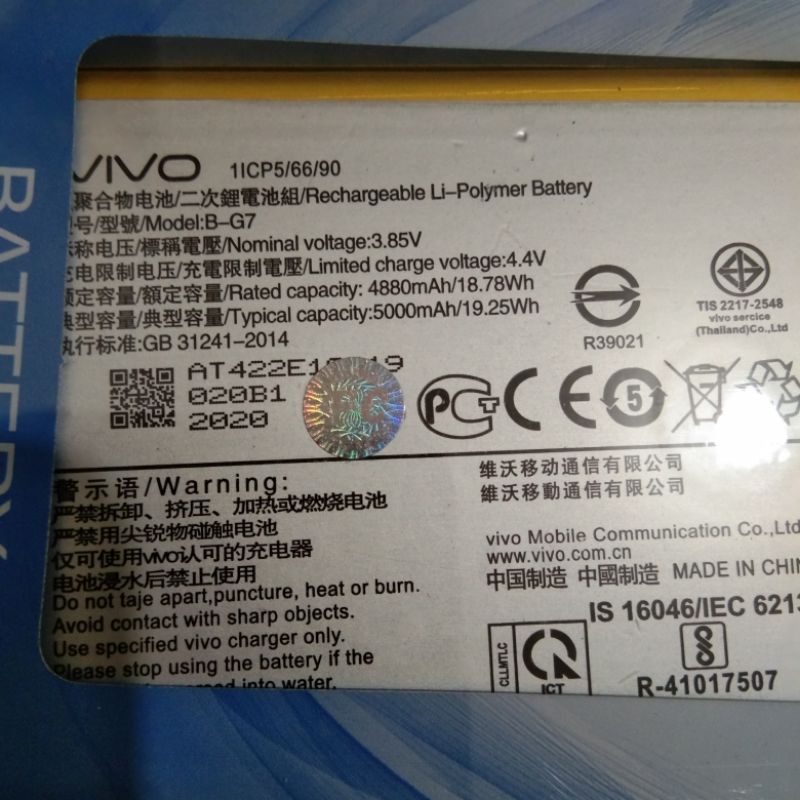 BATTERY
VIVO 1ICP5/66/90
聚合物电池/二次鋰電池組/Rechargeable Li-Polymer Battery
号/型號/Model:B-G7
称电压/標稱電壓/Nominal voltage:3.85V
电限制电压/充電限制電壓/Limited charge voltage:4.4V
额定容量/額定容量/Rated capacity: 4880mAh/18.78Wh
典型容量/典型容量/Typical capacity:5000mAh/19.25Wh
执行标准:GB 31241-2014
R39021
TIS 2217-2548
vivo sercice
(Thailand)Co.,Ltd
020B1
2020
PCT CE 5
警示语/Warning:
严禁拆卸、挤压、加热或燃烧电池
严禁用尖锐物碰触电池
仅可使用vivo认可的充电器
电池浸水后禁止使用
Do not taje apart,puncture, heat or burn.
Avoid contact with sharp objects.
Use specified vivo charger only.
Please stop using the battery if the
into water.
维沃移动通信有限公司
維沃移動通信有限公司
vivo Mobile Communication Co.,Ltd
www.vivo.com.cn
中国制造 中國制造 MADE IN CHIN
IS 16046/IEC 6213
CLLMTLC
ICT
R-41017507